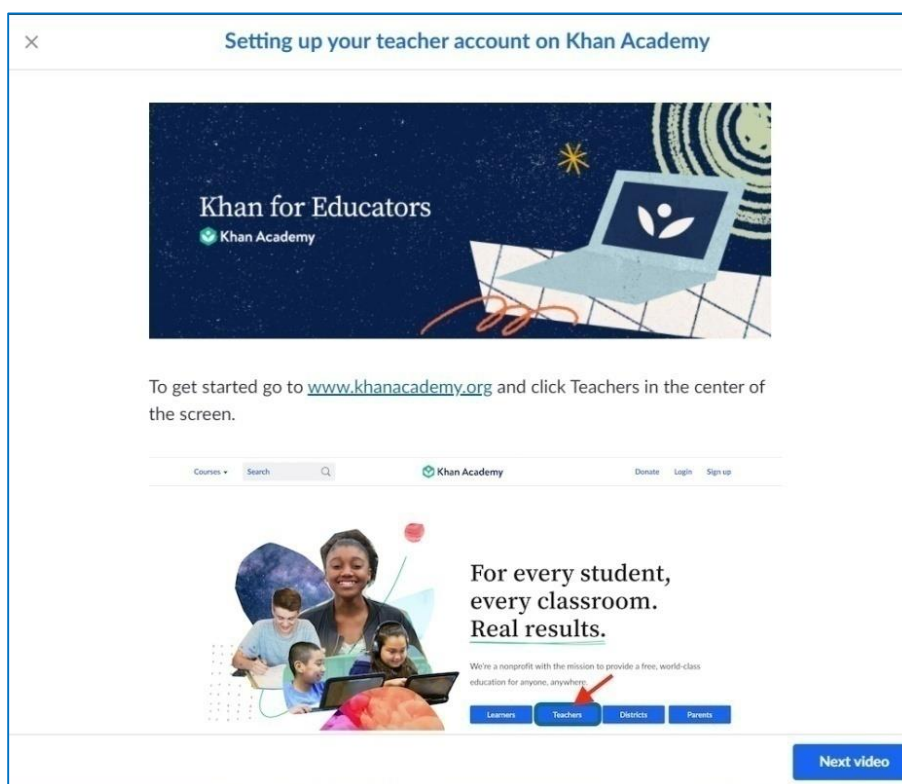 Setting up your teacher account on Khan Academy
Khan for Educators
Khan Academy
To get started go to www.khanacademy.org and click Teachers in the center of
the screen.
Courses Search Khan Academy Donate Login Sign up
For every student,
every classroom.
Real results.
We're a nonprofit with the mission to provide a free, world-class
education for anyone, anywhere.
Learners Teachers Districts Parents
Next video